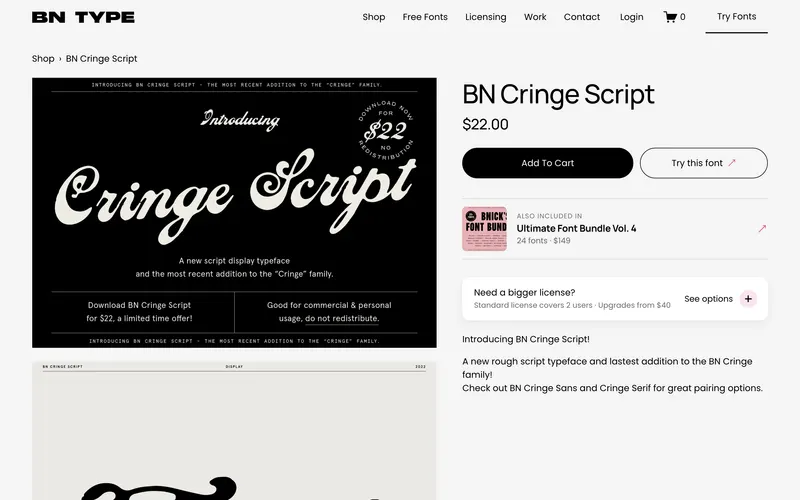 BN TYPE
Shop Free Fonts Licensing Work Contact Login 0 Try Fonts
Shop › BN Cringe Script
INTRODUCING BN CRINGE SCRIPT - THE MOST RECENT ADDITION TO THE "CRINGE" FAMILY.
Introducing
DOWNLOAD NOW
FOR
$22
NO
REDISTRIBUTION
Cringe Script
A new script display typeface
and the most recent addition to the “Cringe” family.
Download BN Cringe Script
for $22, a limited time offer!
Good for commercial & personal
usage, do not redistribute.
INTRODUCING BN CRINGE SCRIPT - THE MOST RECENT ADDITION TO THE "CRINGE" FAMILY.
BN CRINGE SCRIPT DISPLAY 2022
BN Cringe Script
$22.00
Add To Cart
Try this font ↗
BNICK'S
FONT BUND
ALSO INCLUDED IN
Ultimate Font Bundle Vol. 4
24 fonts · $149
Need a bigger license?
Standard license covers 2 users · Upgrades from $40
See options +
Introducing BN Cringe Script!
A new rough script typeface and lastest addition to the BN Cringe
family!
Check out BN Cringe Sans and Cringe Serif for great pairing options.